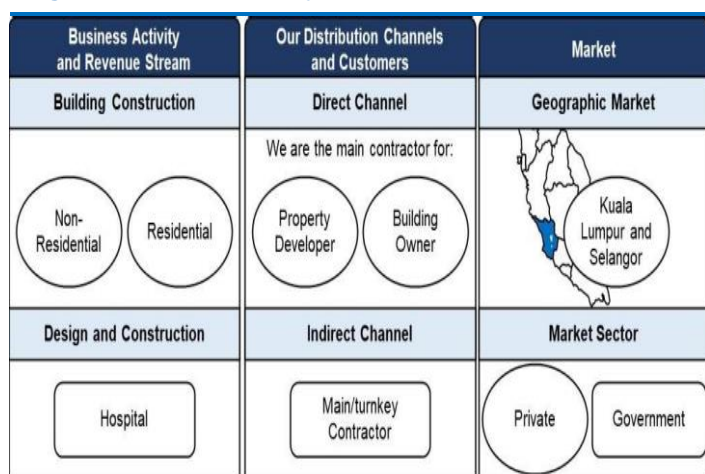 Business Activity
and Revenue Stream
Building Construction
Non-
Residential
Residential
Design and Construction
Hospital
Our Distribution Channels
and Customers
Direct Channel
We are the main contractor for:
Property
Developer
Building
Owner
Indirect Channel
Main/turnkey
Contractor
Market
Geographic Market
Kuala
Lumpur and
Selangor
Market Sector
Private
Government